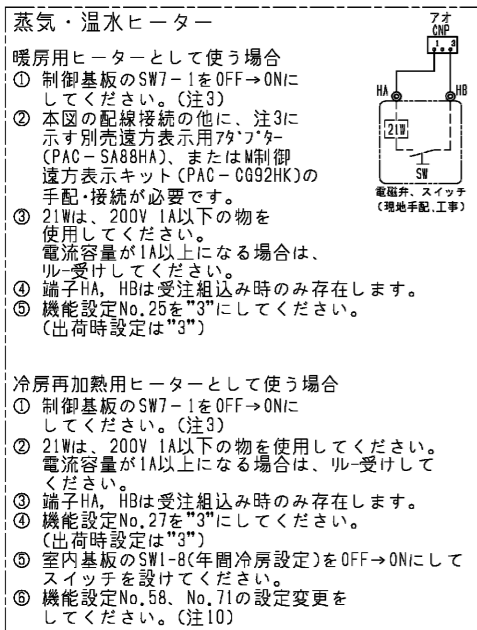 蒸気・温水ヒーター
アオ
CNP
1 3
HA
HB
21W
SW
電磁弁、スイッチ
(現地手配、工事)
暖房用ヒーターとして使う場合
① 制御基板のSW7-1をOFF→ONに
してください。(注3)
② 本図の配線接続の他に、注3に
示す別売遠方表示用アダプター
(PAC-SA88HA)、またはM制御
遠方表示キット(PAC-CG92HK)の
手配・接続が必要です。
③ 21Wは、200V 1A以下の物を
使用してください。
電流容量が1A以上になる場合は、
リレー受けしてください。
④ 端子HA, HBは受注組込み時のみ存在します。
⑤ 機能設定No.25を"3"にしてください。
(出荷時設定は"3")
冷房再加熱用ヒーターとして使う場合
① 制御基板のSW7-1をOFF→ONに
してください。(注3)
② 21Wは、200V 1A以下の物を使用してください。
電流容量が1A以上になる場合は、リレー受けして
ください。
③ 端子HA, HBは受注組込み時のみ存在します。
④ 機能設定No.27を"3"にしてください。
(出荷時設定は"3")
⑤ 室内基板のSW1-8(年間冷房設定)をOFF→ONにして
スイッチを設けてください。
⑥ 機能設定No.58、No.71の設定変更を
してください。(注10)